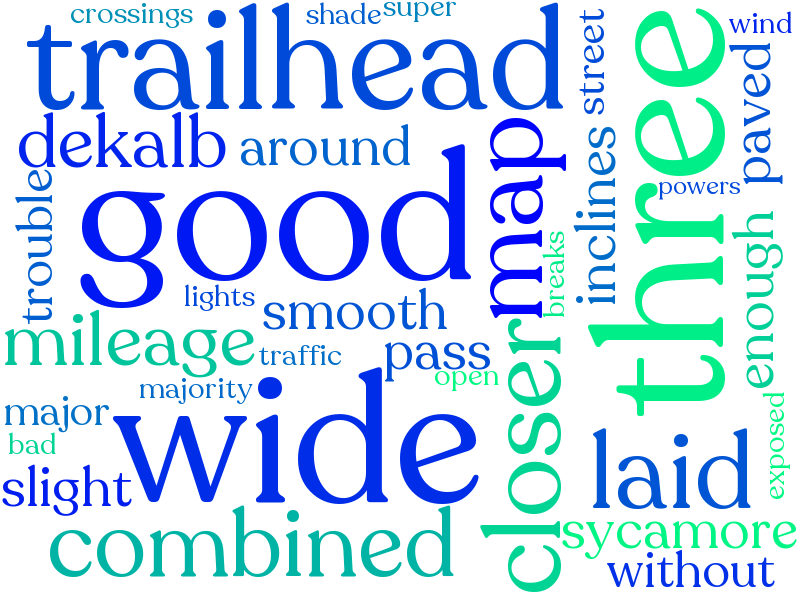 crossings
shade
super
wind
trailhead
street
three
paved
dekalb
around
map
inclines
powers
good
trouble
lights
smooth
breaks
enough
mileage
traffic
pass
open
closer
majority
major
wide
bad
exposed
laid
slight
combined
sycamore
without